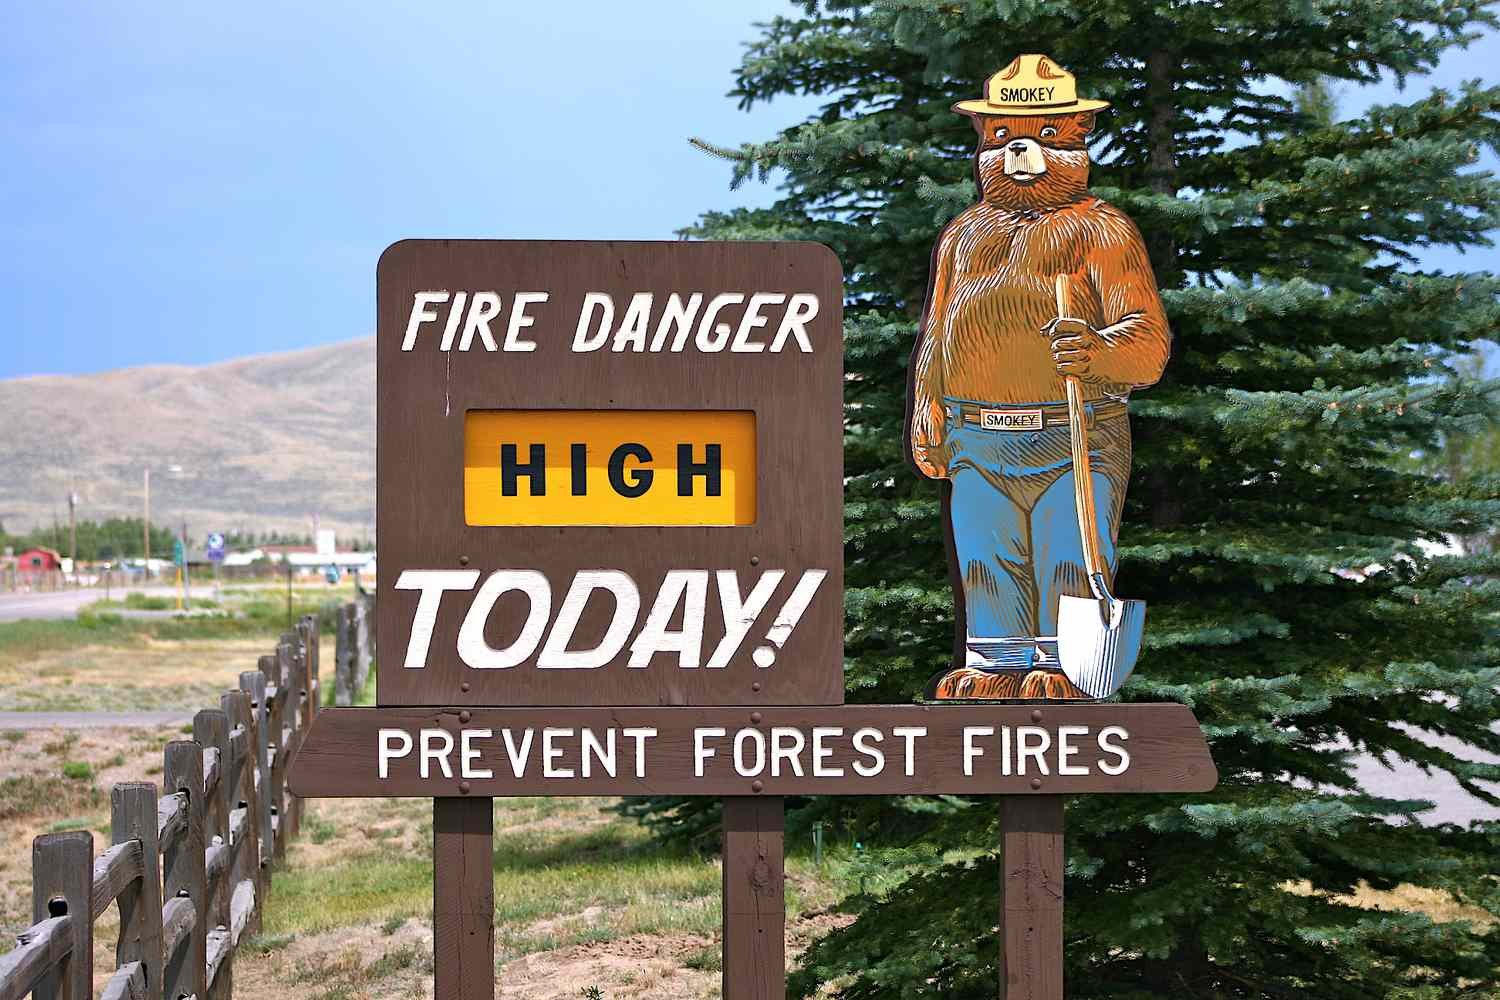 SMOKEY
FIRE DANGER
HIGH
SMOKEY
TODAY!
PREVENT FOREST FIRES